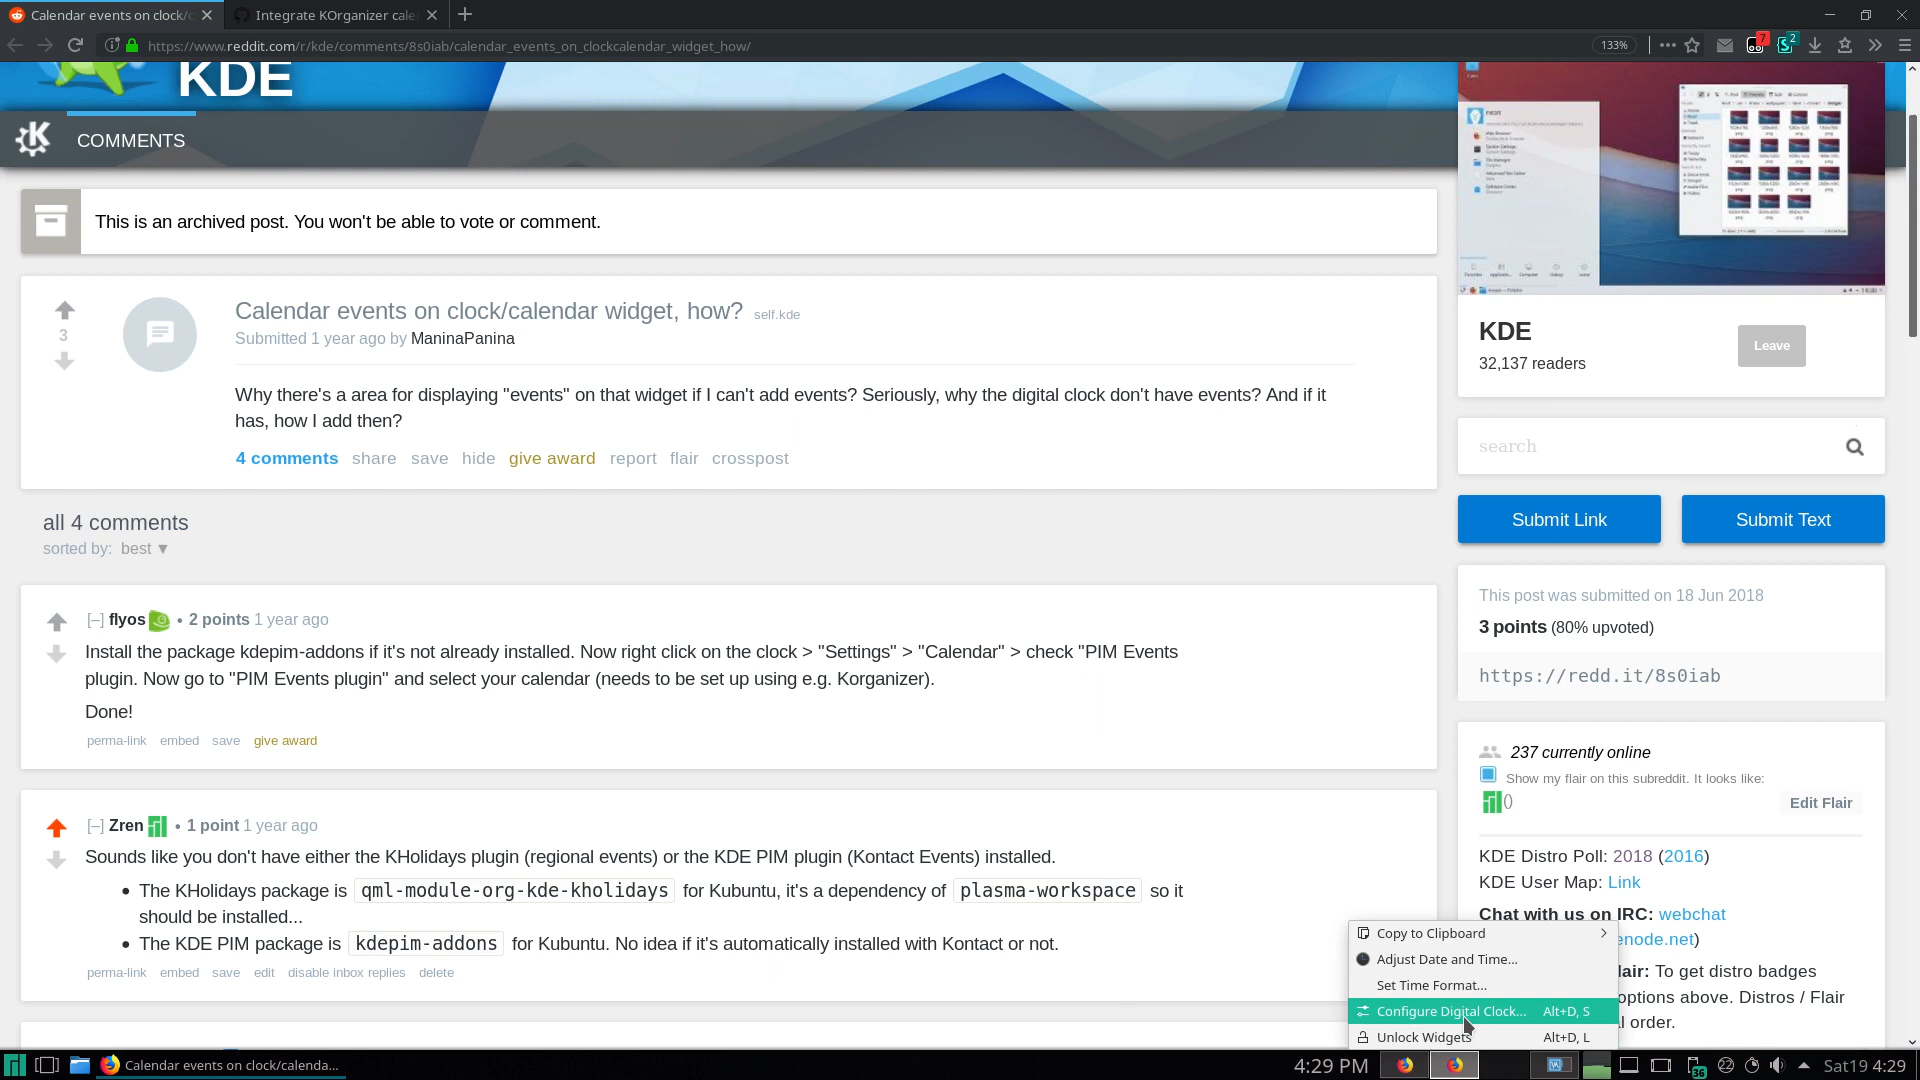 Calendar events on clock/c
Integrate KOrganizer cale
https://www.reddit.com/r/kde/comments/8s0iab/calendar_events_on_clockcalendar_widget_how/
133%
7
2
KDE
COMMENTS
This is an archived post. You won't be able to vote or comment.
3
Calendar events on clock/calendar widget, how? self.kde
Submitted 1 year ago by ManinaPanina
Why there's a area for displaying "events" on that widget if I can't add events? Seriously, why the digital clock don't have events? And if it
has, how I add then?
4 comments share save hide give award report flair crosspost
all 4 comments
sorted by: best ▼
[–] flyos • 2 points 1 year ago
Install the package kdepim-addons if it's not already installed. Now right click on the clock > "Settings" > "Calendar" > check "PIM Events
plugin. Now go to "PIM Events plugin" and select your calendar (needs to be set up using e.g. Korganizer).
Done!
perma-link embed save give award
[–] Zren • 1 point 1 year ago
Sounds like you don't have either the KHolidays plugin (regional events) or the KDE PIM plugin (Kontact Events) installed.
• The KHolidays package is qml-module-org-kde-kholidays for Kubuntu, it's a dependency of plasma-workspace so it
should be installed...
• The KDE PIM package is kdepim-addons for Kubuntu. No idea if it's automatically installed with Kontact or not.
perma-link embed save edit disable inbox replies delete
KDE
32,137 readers
Leave
search
Submit Link
Submit Text
This post was submitted on 18 Jun 2018
3 points (80% upvoted)
https://redd.it/8s0iab
237 currently online
Show my flair on this subreddit. It looks like:
()
Edit Flair
KDE Distro Poll: 2018 (2016)
KDE User Map: Link
Chat with us on IRC: webchat
enode.net)
lair: To get distro badges
options above. Distros / Flair
l order.
Copy to Clipboard
Adjust Date and Time...
Set Time Format...
Configure Digital Clock... Alt+D, S
Unlock Widgets Alt+D, L
Calendar events on clock/calenda...
4:29 PM
36
22
Sat19 4:29